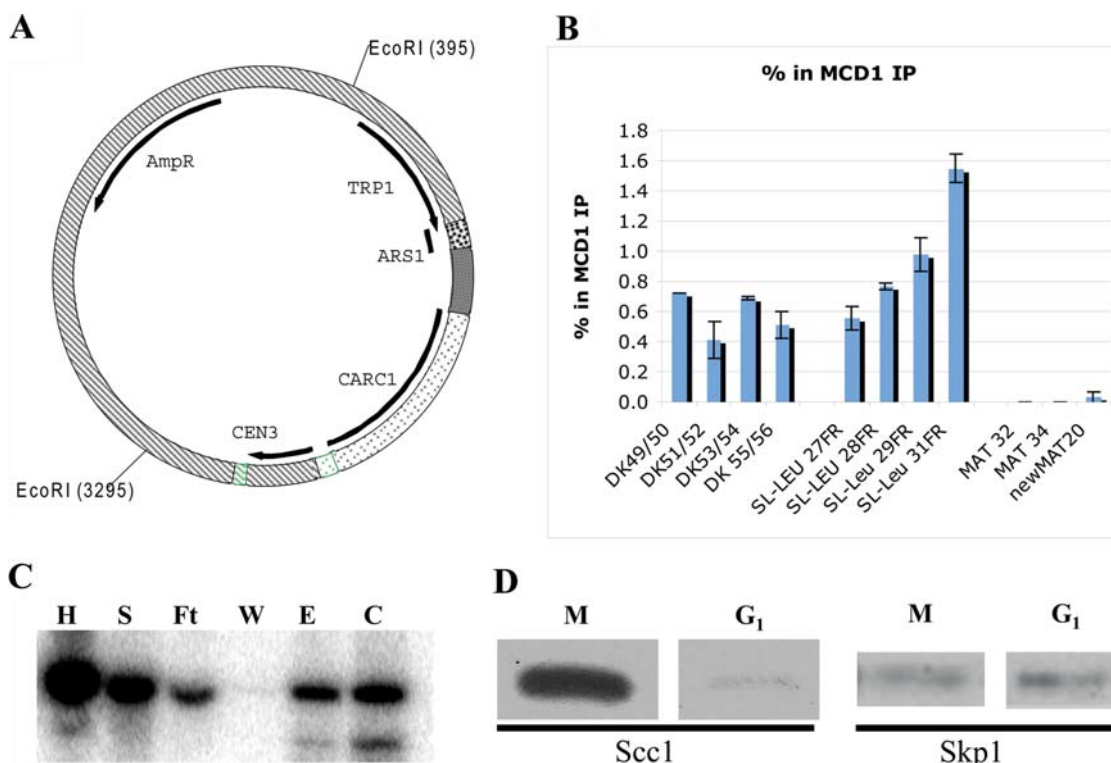 A
EcoRI (395)
AmpR
TRP1
ARS1
CARC1
CEN3
EcoRI (3295)
B
% in MCD1 IP
% in MCD1 IP
1.8
1.6
1.4
1.2
1.0
0.8
0.6
0.4
0.2
0.0
DK49/50
DK51/52
DK53/54
DK 55/56
SL-LEU 27FR
SL-LEU 28FR
SL-Leu 29FR
SL-Leu 31FR
MAT 32
MAT 34
newMAT20
C
H S Ft W E C
D
M G₁ M G₁
Scc1 Skp1